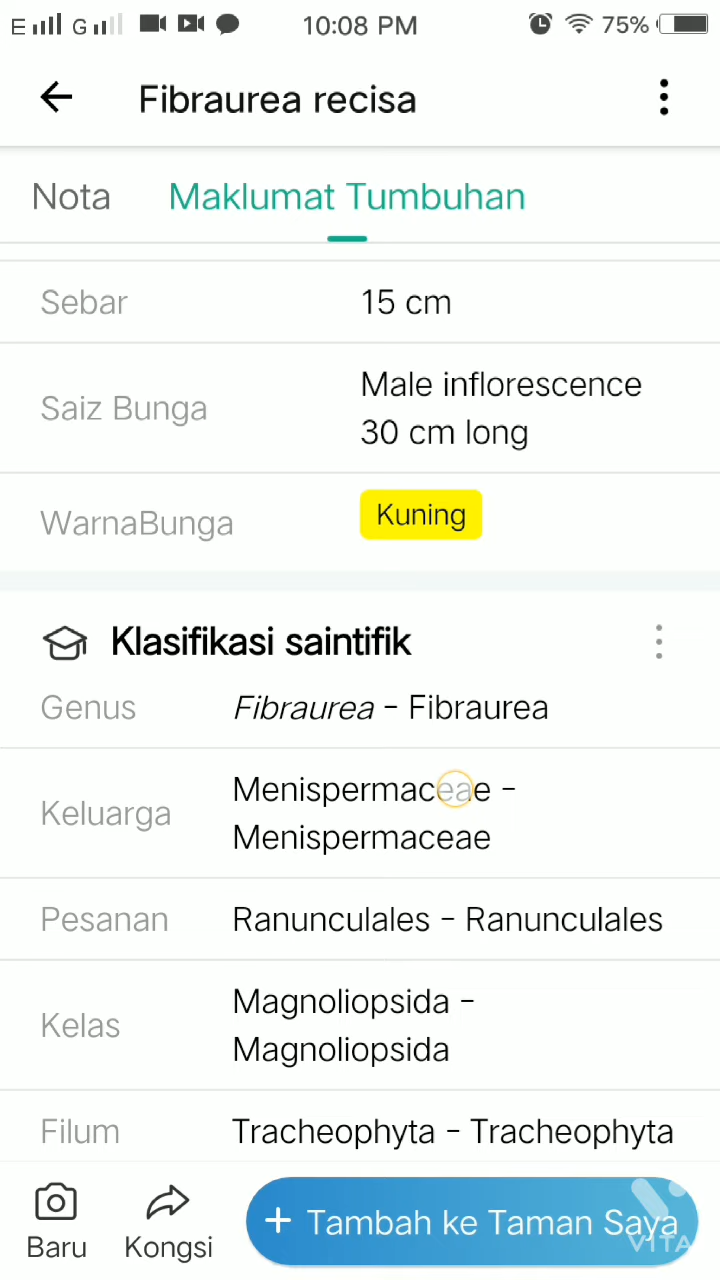 E G 10:08 PM 75%
Fibraurea recisa
Nota Maklumat Tumbuhan
Sebar 15 cm
Saiz Bunga Male inflorescence
30 cm long
WarnaBunga Kuning
Klasifikasi saintifik
Genus Fibraurea - Fibraurea
Keluarga Menispermaceae -
Menispermaceae
Pesanan Ranunculales - Ranunculales
Kelas Magnoliopsida -
Magnoliopsida
Filum Tracheophyta - Tracheophyta
Baru Kongsi + Tambah ke Taman Saya
VITA